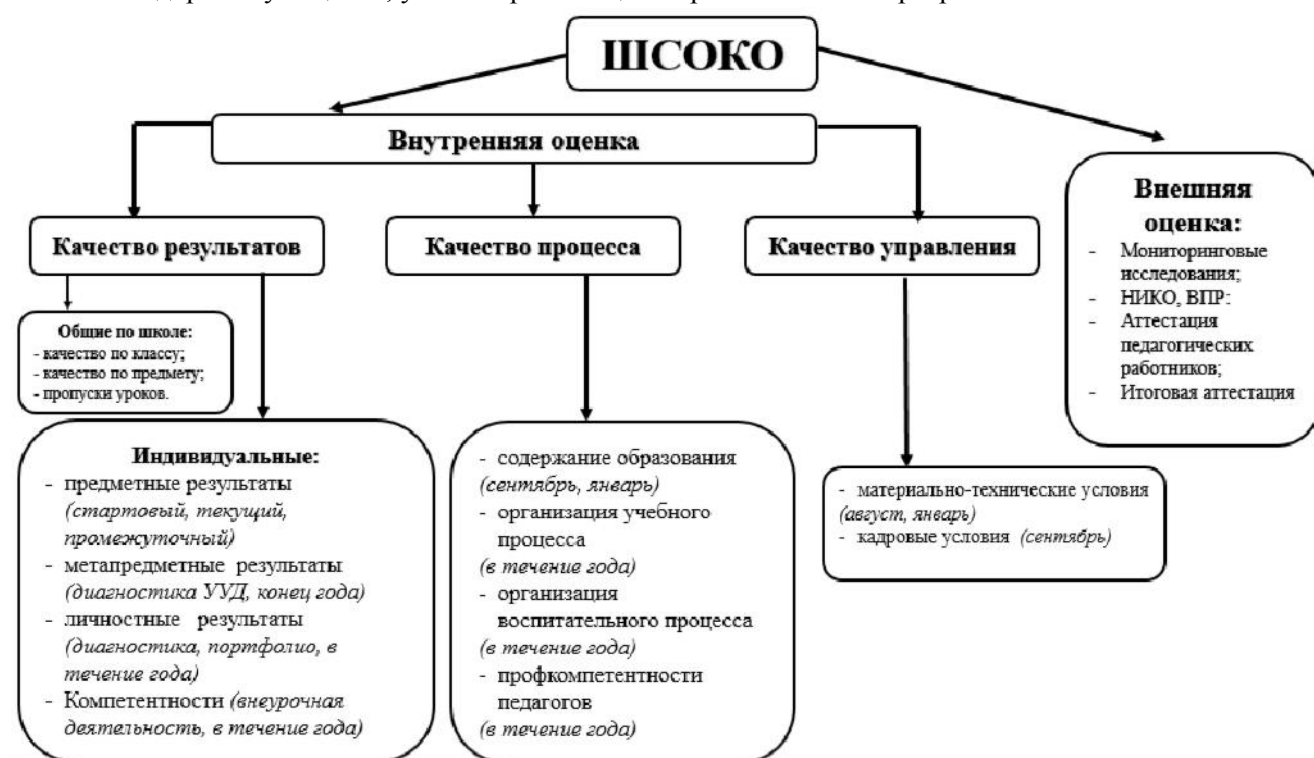 ШСОКО
Внутренняя оценка
Качество результатов
Качество процесса
Качество управления
Внешняя
оценка:
- Мониторинговые
исследования;
- НИКО, ВПР:
- Аттестация
педагогических
работников;
- Итоговая аттестация
Общие по школе:
- качество по классу;
- качество по предмету;
- пропуски уроков.
Индивидуальные:
- предметные результаты
(стартовый, текущий,
промежуточный)
- метапредметные результаты
(диагностика УУД, конец года)
- личностные результаты
(диагностика, портфолио, в
течение года)
- Компетентности (внеурочная
деятельность, в течение года)
- содержание образования
(сентябрь, январь)
- организация учебного
процесса
(в течение года)
- организация
воспитательного процесса
(в течение года)
- профкомпетентности
педагогов
(в течение года)
- материально-технические условия
(август, январь)
- кадровые условия (сентябрь)